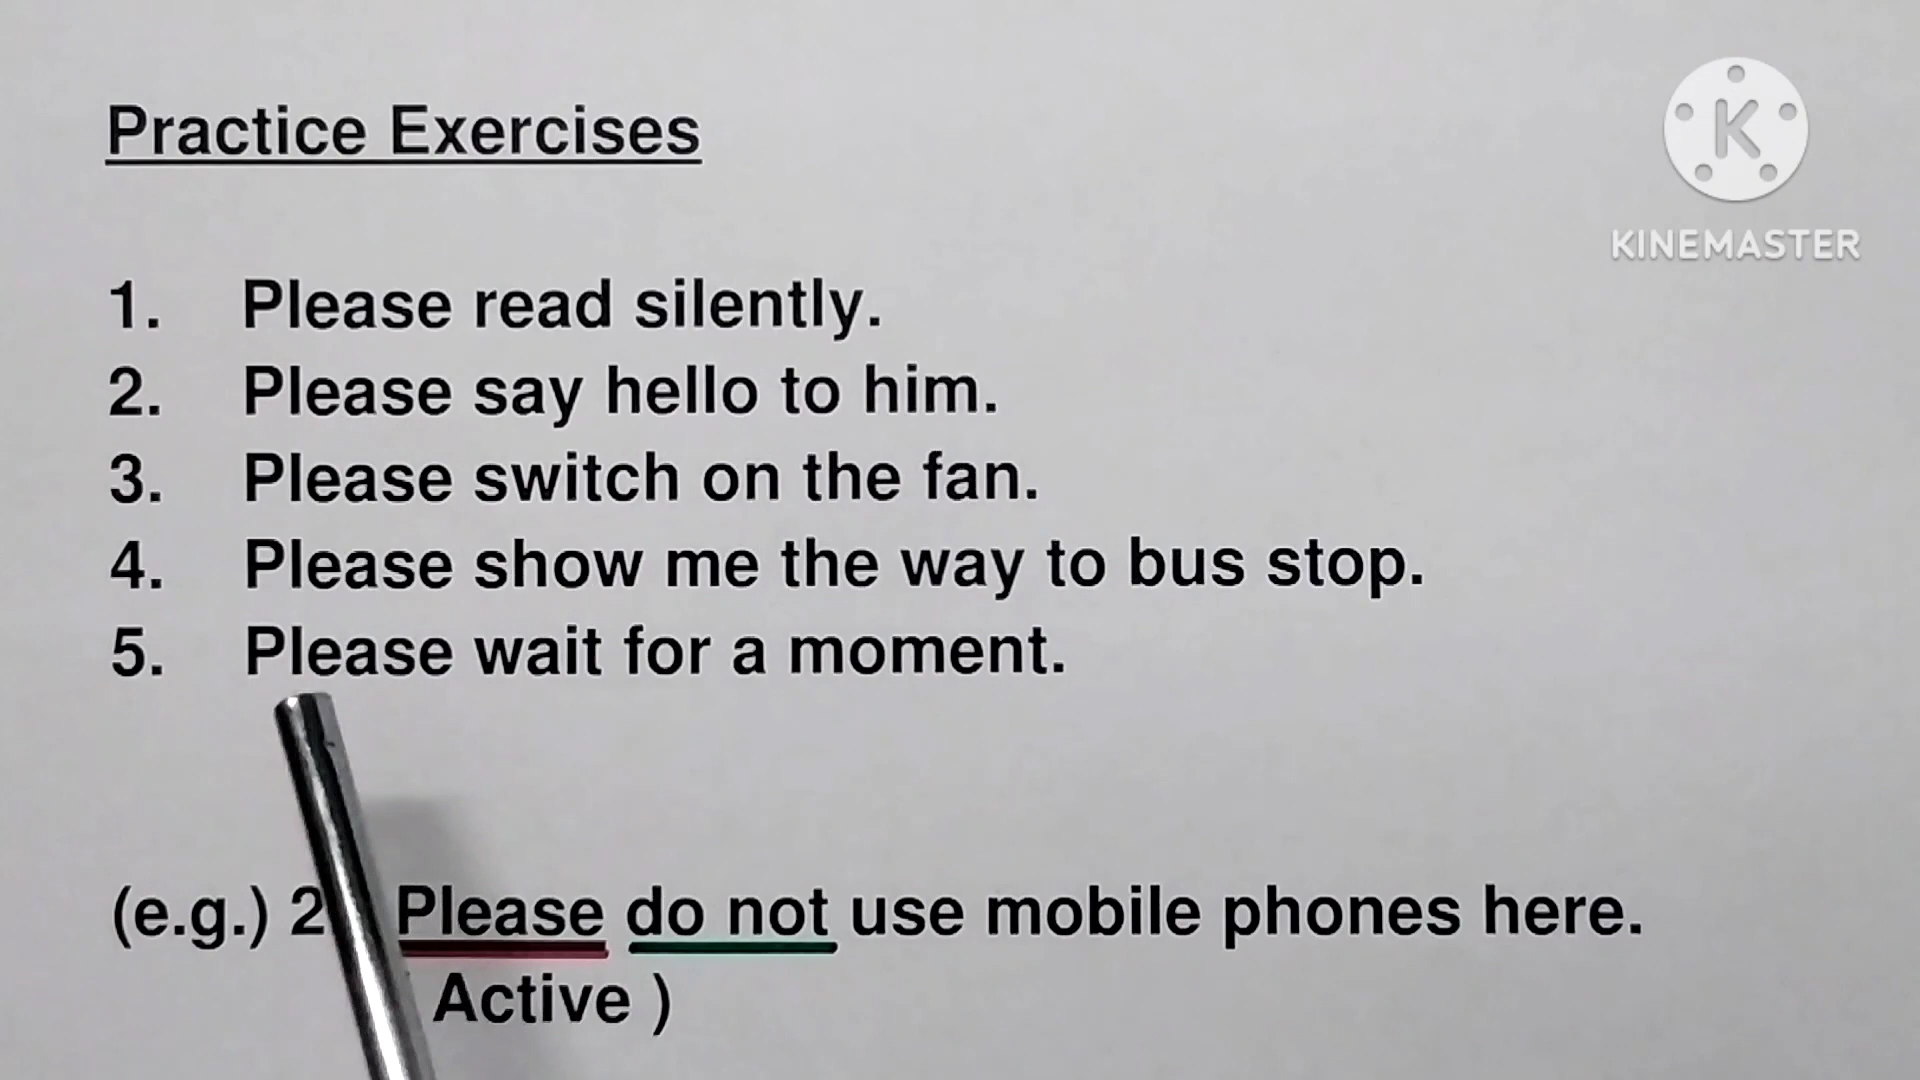 Practice Exercises
K
KINEMASTER
1. Please read silently.
2. Please say hello to him.
3. Please switch on the fan.
4. Please show me the way to bus stop.
5. Please wait for a moment.
(e.g.) 2 Please do not use mobile phones here.
Active )